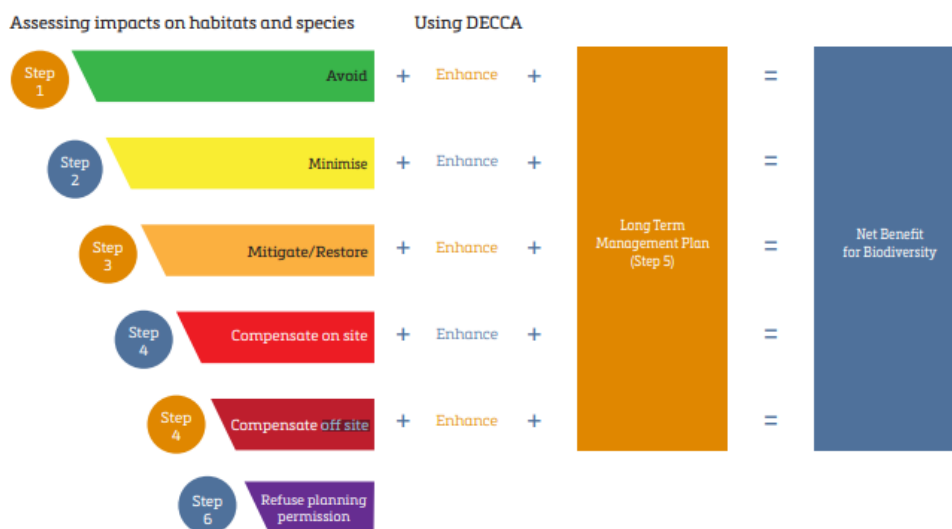 Assessing impacts on habitats and species
Using DECCA
Step
1
Avoid
+ Enhance +
=
Step
2
Minimise
+ Enhance +
=
Step
3
Mitigate/Restore
+ Enhance +
Long Term
Management Plan
(Step 5)
=
Net Benefit
for Biodiversity
Step
4
Compensate on site
+ Enhance +
=
Step
4
Compensate off site
+ Enhance +
=
Step
6
Refuse planning
permission